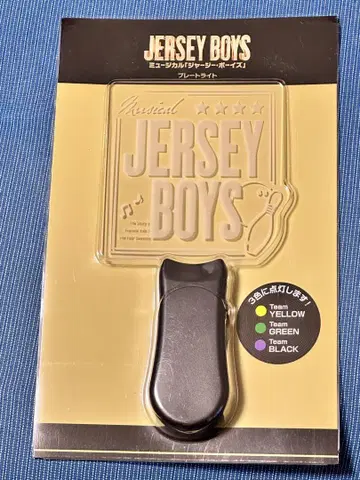 JERSEY BOYS
ミュージカル「ジャージー・ボーイズ」
プレートライト
Musical
JERSEY
BOYS
3色に点灯します!
Team
YELLOW
Team
GREEN
Team
BLACK